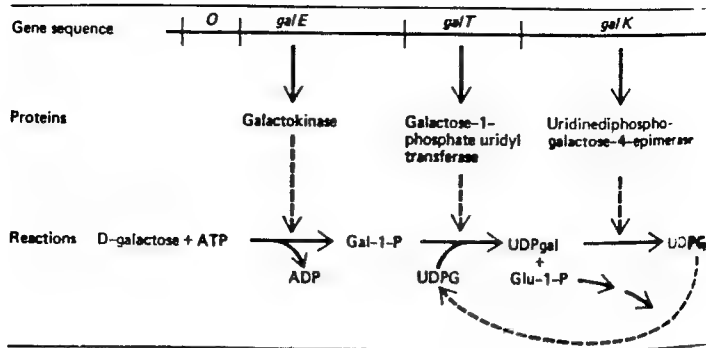 Gene sequence O galE galT galK
Proteins Galactokinase Galactose-1-
phosphate uridyl
transferase Uridinediphospho-
galactose-4-epimerase
Reactions D-galactose + ATP Gal-1-P UDPgal UDPG
+
ADP UDPG Glu-1-P